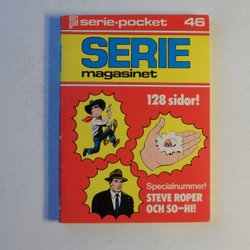 serie-pocket 46
SERIE
magasinet
128 sidor!
Specialnummer!
STEVE ROPER
OCH SO-HI!